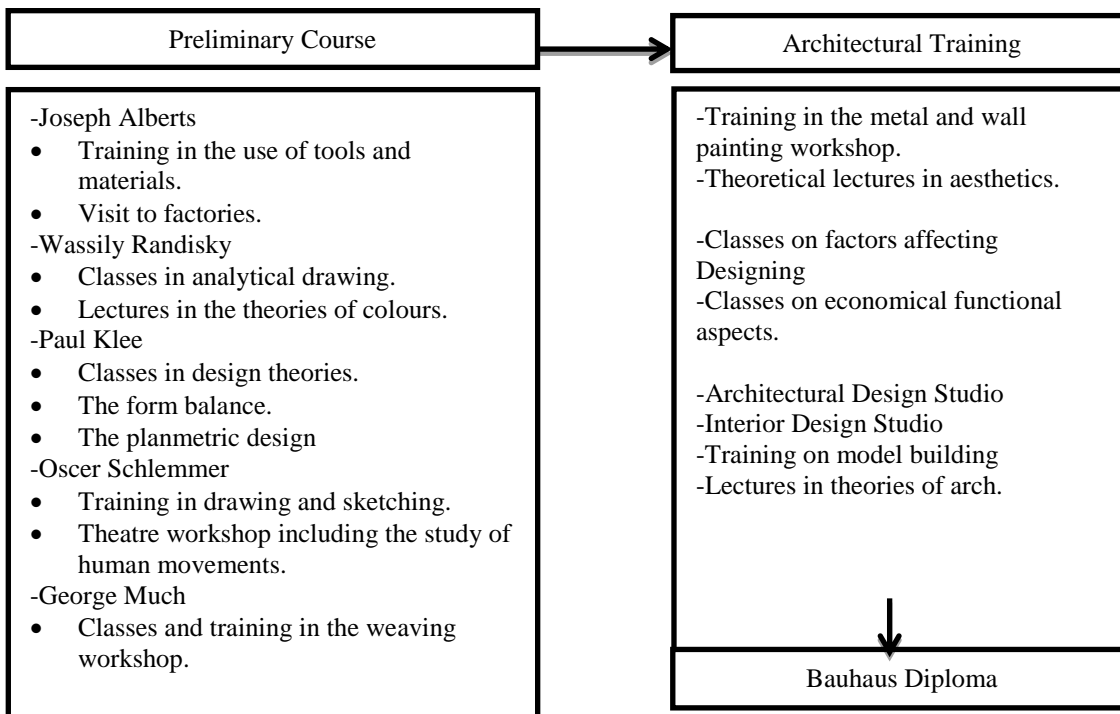 Preliminary Course
-Joseph Alberts
• Training in the use of tools and
materials.
• Visit to factories.
-Wassily Randisky
• Classes in analytical drawing.
• Lectures in the theories of colours.
-Paul Klee
• Classes in design theories.
• The form balance.
• The planmetric design
-Oscer Schlemmer
• Training in drawing and sketching.
• Theatre workshop including the study of
human movements.
-George Much
• Classes and training in the weaving
workshop.
Architectural Training
-Training in the metal and wall
painting workshop.
-Theoretical lectures in aesthetics.
-Classes on factors affecting
Designing
-Classes on economical functional
aspects.
-Architectural Design Studio
-Interior Design Studio
-Training on model building
-Lectures in theories of arch.
Bauhaus Diploma